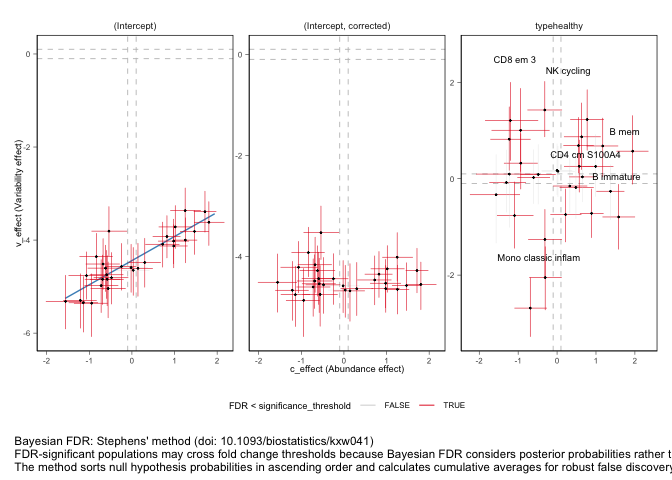 (Intercept)
(Intercept, corrected)
typehealthy
0
-2
-4
-6
-2
-1
0
1
2
0
-2
-4
-2
-1
0
1
2
2
0
-2
-2
-1
0
1
2
CD8 em 3
NK cycling
B mem
CD4 cm S100A4
B immature
Mono classic inflam
v_effect (Variability effect)
c_effect (Abundance effect)
FDR < significance_threshold
FALSE
TRUE
Bayesian FDR: Stephens' method (doi: 10.1093/biostatistics/kxw041)
FDR-significant populations may cross fold change thresholds because Bayesian FDR considers posterior probabilities rather t
The method sorts null hypothesis probabilities in ascending order and calculates cumulative averages for robust false discovery